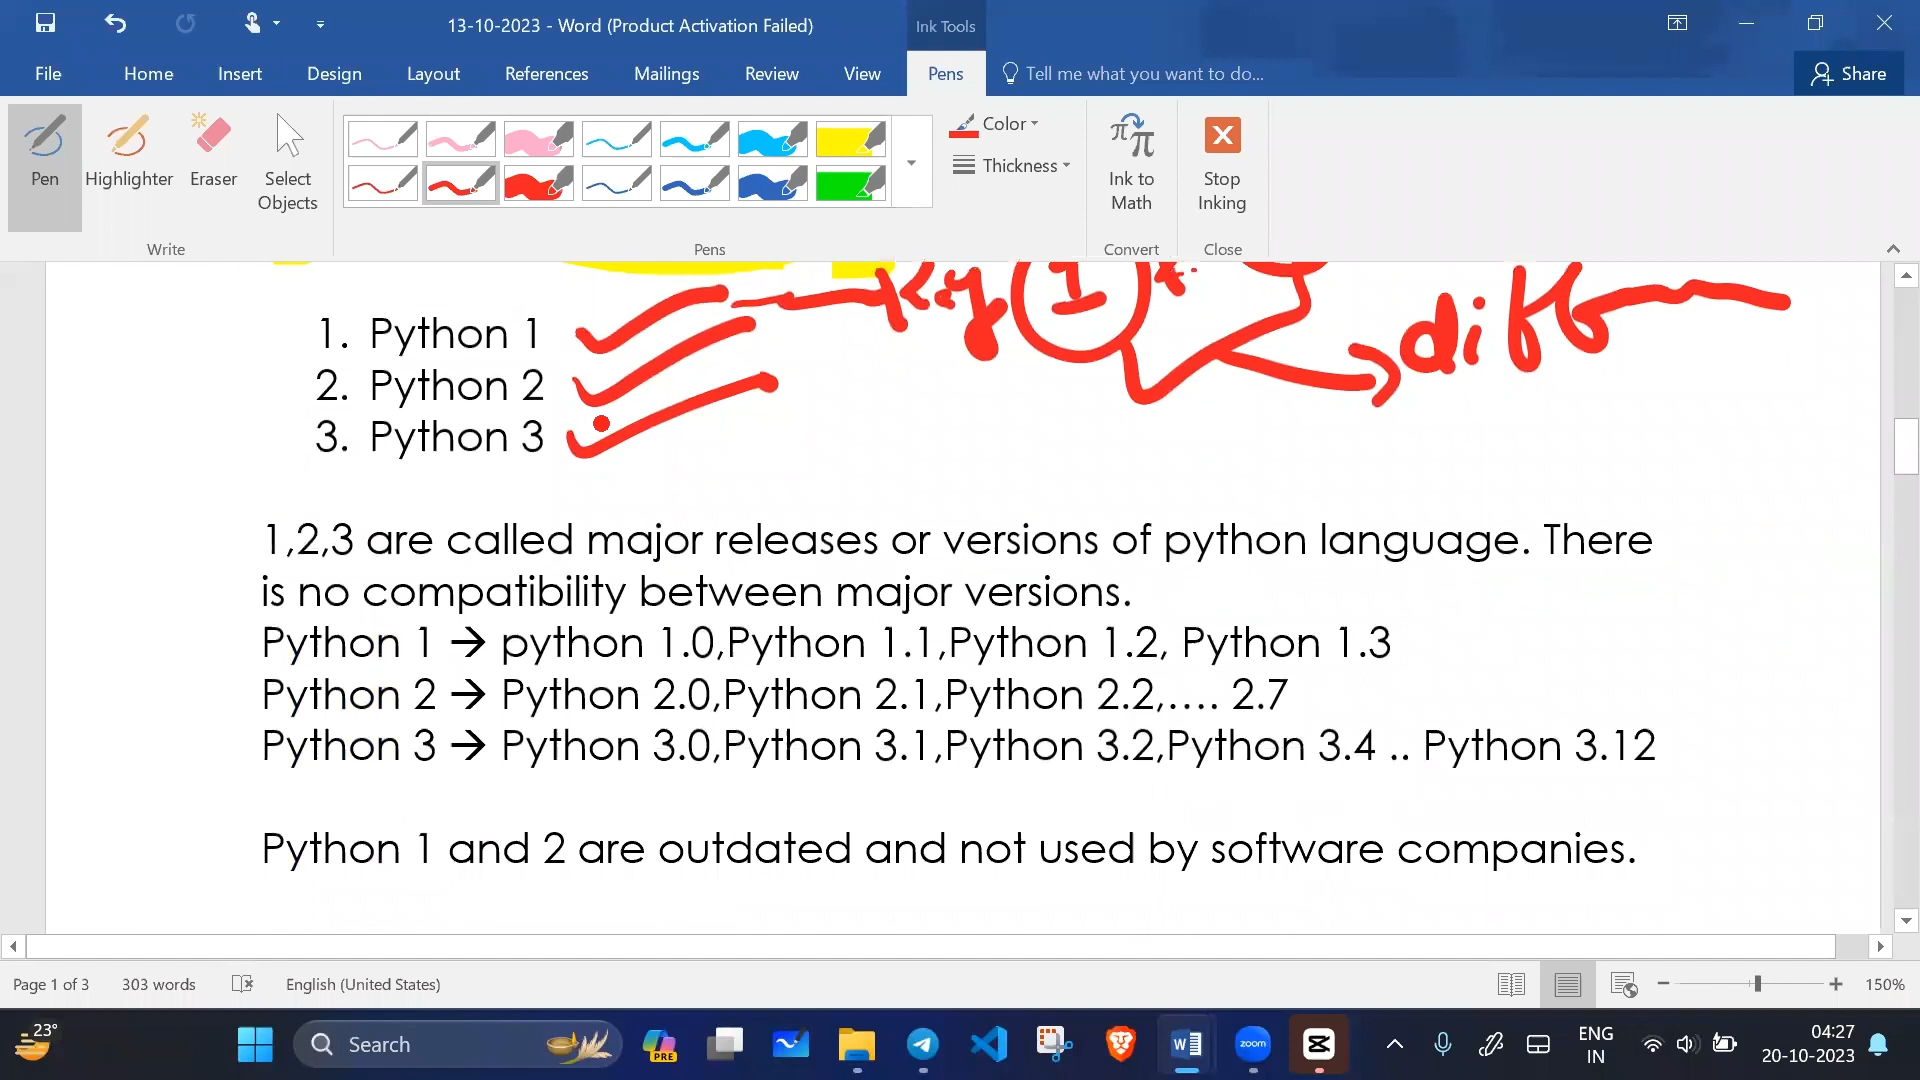 13-10-2023 - Word (Product Activation Failed)
Ink Tools
File Home Insert Design Layout References Mailings Review View Pens Tell me what you want to do... Share
Pen Highlighter Eraser Select Objects
Color
Thickness
Ink to Math
Stop Inking
Write Pens Convert Close
1
diff
1. Python 1
2. Python 2
3. Python 3
1,2,3 are called major releases or versions of python language. There
is no compatibility between major versions.
Python 1 → python 1.0,Python 1.1,Python 1.2, Python 1.3
Python 2 → Python 2.0,Python 2.1,Python 2.2,.... 2.7
Python 3 → Python 3.0,Python 3.1,Python 3.2,Python 3.4 .. Python 3.12
Python 1 and 2 are outdated and not used by software companies.
Page 1 of 3 303 words English (United States) 150%
23° Search PRE zoom ENG 04:27
IN 20-10-2023